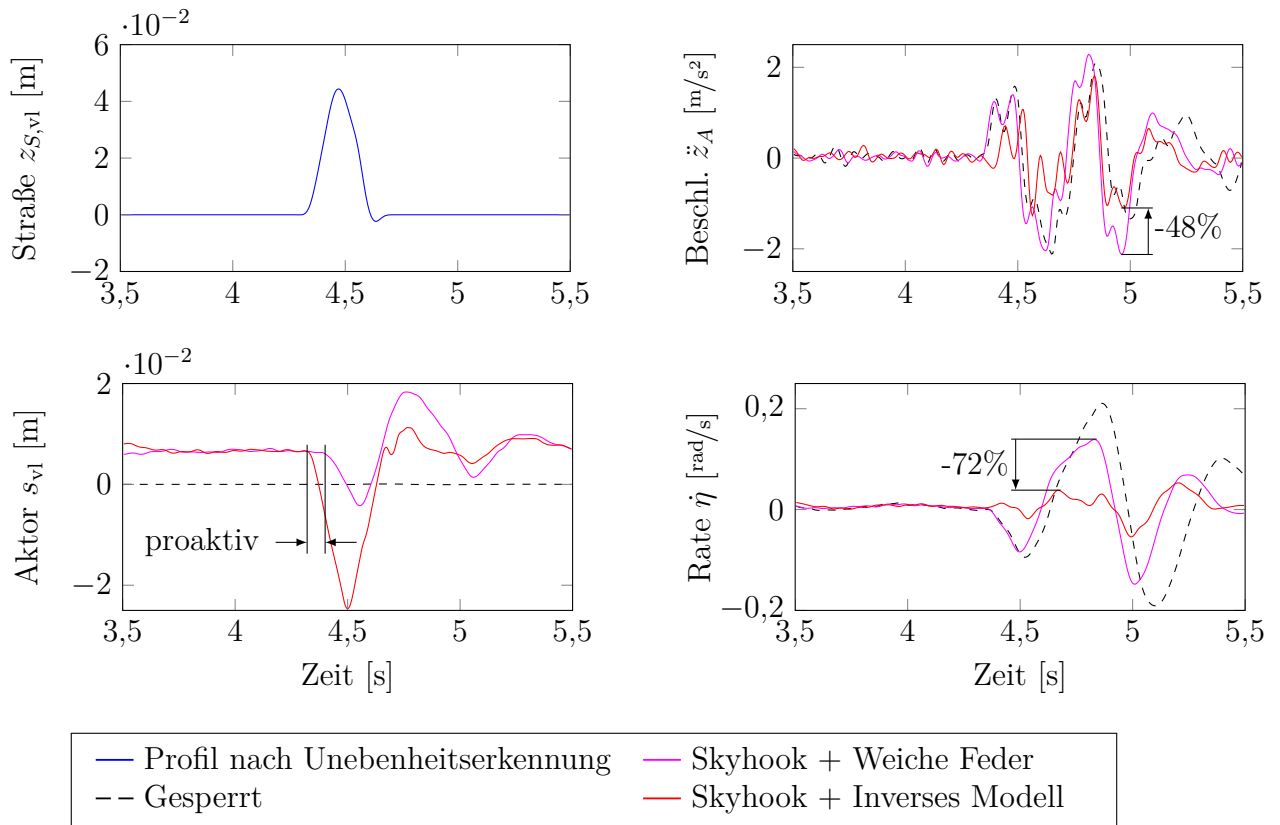 ·10−2
6
4
2
0
−2
3,5 4 4,5 5 5,5
Straße zS,vl [m]
2
0
−2
3,5 4 4,5 5 5,5
Beschl. z̈A [m/s2]
-48%
·10−2
2
0
−2
3,5 4 4,5 5 5,5
Aktor svl [m]
proaktiv
Zeit [s]
0,2
0
−0,2
3,5 4 4,5 5 5,5
Rate η̇ [rad/s]
-72%
Zeit [s]
Profil nach Unebenheitserkennung
Skyhook + Weiche Feder
Gesperrt
Skyhook + Inverses Modell